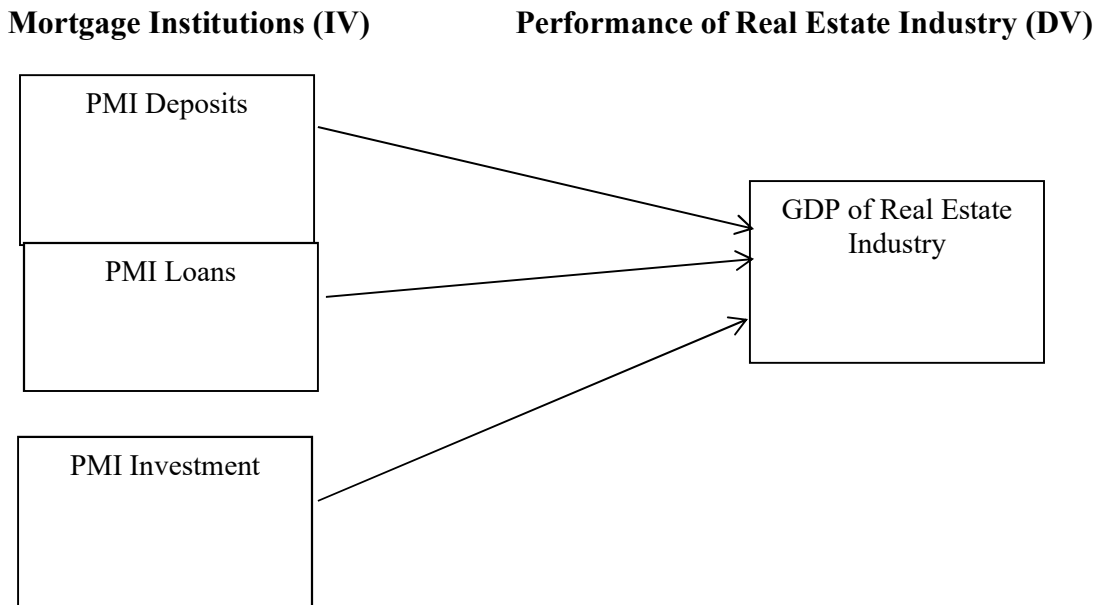 Mortgage Institutions (IV)
Performance of Real Estate Industry (DV)
PMI Deposits
PMI Loans
PMI Investment
GDP of Real Estate
Industry